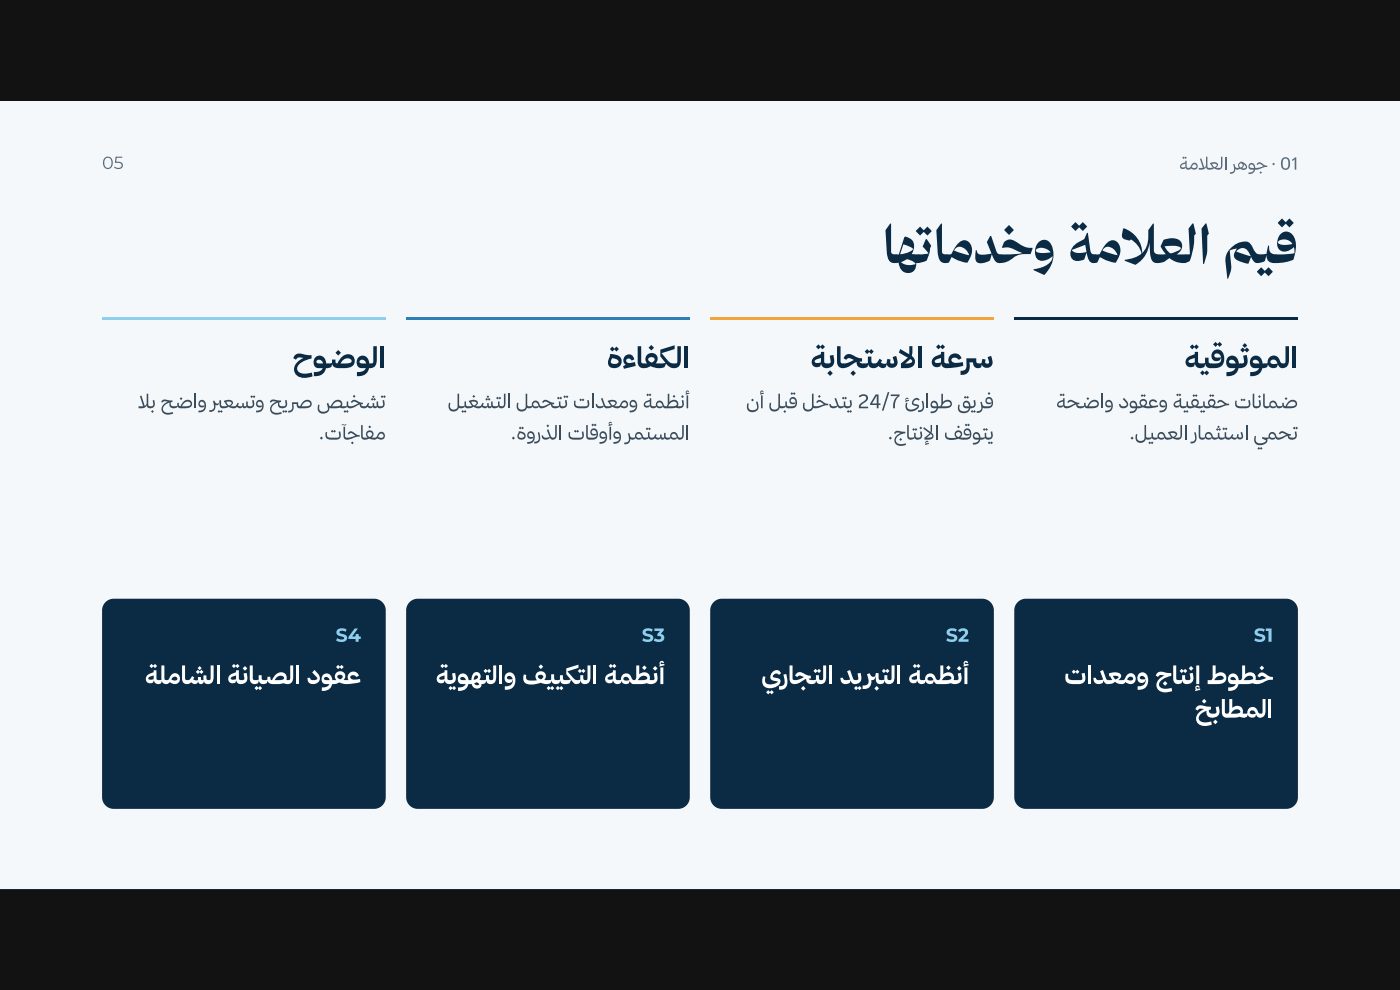 01 · جوهر العلامة
05
قيم العلامة وخدماتها
الموثوقية
ضمانات حقيقية وعقود واضحة
تحمي استثمار العميل.
سرعة الاستجابة
فريق طوارئ 24/7 يتدخل قبل أن
يتوقف الإنتاج.
الكفاءة
أنظمة ومعدات تتحمل التشغيل
المستمر وأوقات الذروة.
الوضوح
تشخيص صريح وتسعير واضح بلا
مفاجآت.
S1
خطوط إنتاج ومعدات
المطابخ
S2
أنظمة التبريد التجاري
S3
أنظمة التكييف والتهوية
S4
عقود الصيانة الشاملة